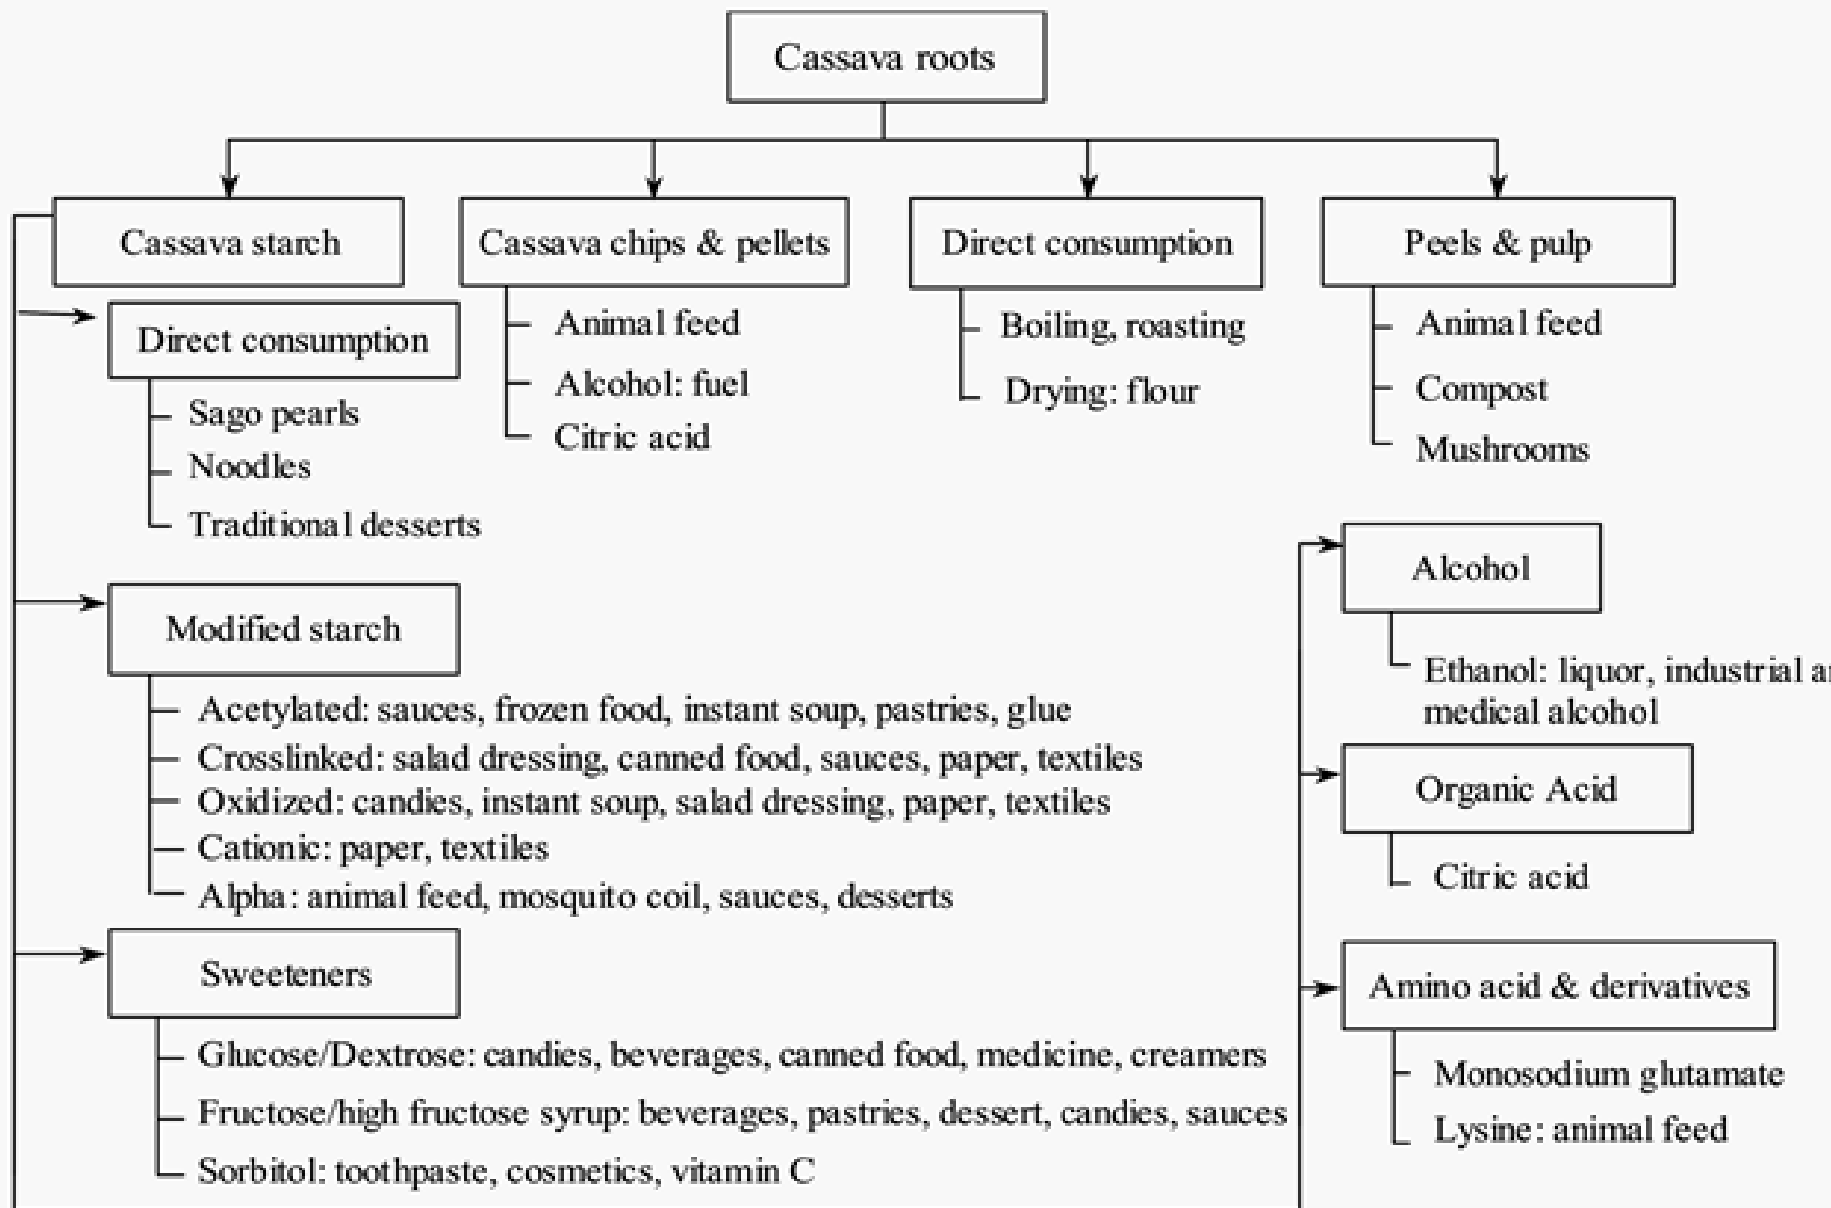 Cassava roots
Cassava starch
Cassava chips & pellets
Direct consumption
Peels & pulp
Direct consumption
Sago pearls
Noodles
Traditional desserts
Animal feed
Alcohol: fuel
Citric acid
Boiling, roasting
Drying: flour
Animal feed
Compost
Mushrooms
Modified starch
Acetylated: sauces, frozen food, instant soup, pastries, glue
Crosslinked: salad dressing, canned food, sauces, paper, textiles
Oxidized: candies, instant soup, salad dressing, paper, textiles
Cationic: paper, textiles
Alpha: animal feed, mosquito coil, sauces, desserts
Sweeteners
Glucose/Dextrose: candies, beverages, canned food, medicine, creamers
Fructose/high fructose syrup: beverages, pastries, dessert, candies, sauces
Sorbitol: toothpaste, cosmetics, vitamin C
Alcohol
Ethanol: liquor, industrial
medical alcohol
Organic Acid
Citric acid
Amino acid & derivatives
Monosodium glutamate
Lysine: animal feed